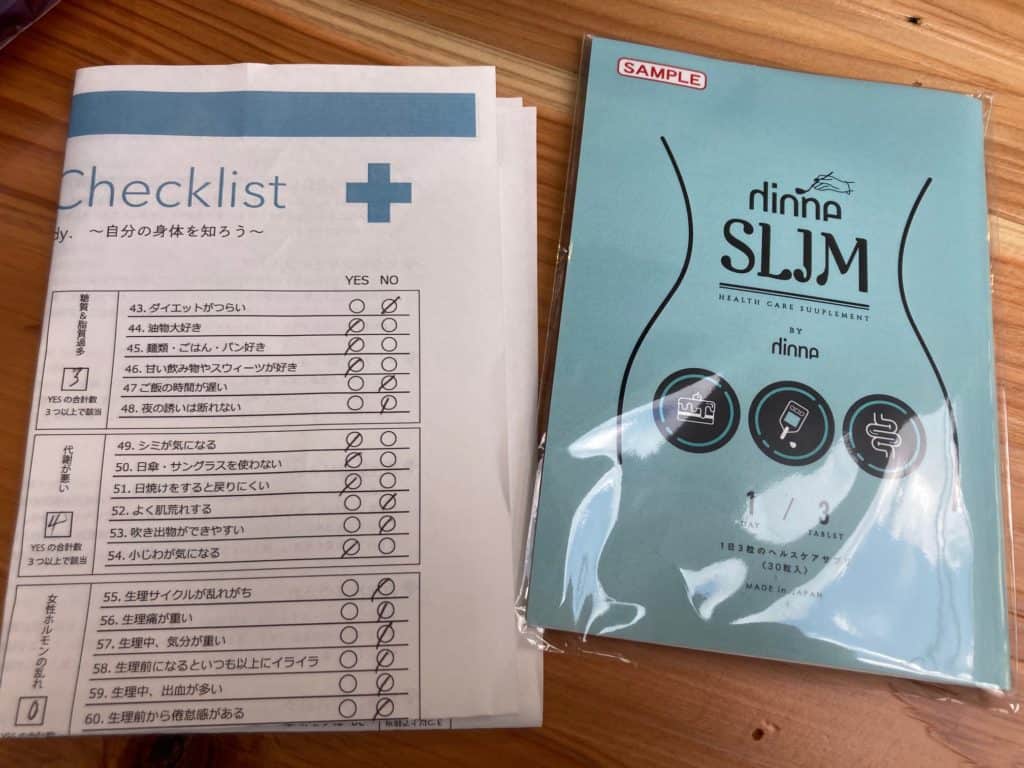 Checklist
dy. ～自分の身体を知ろう～
YES NO
糖質&脂質過多
43. ダイエットがつらい
44. 油物大好き
45. 麺類・ごはん・パン好き
46. 甘い飲み物やスウィーツが好き
47 ご飯の時間が遅い
48. 夜の誘いは断れない
3
YESの合計数
3つ以上で該当
代謝が悪い
49. シミが気になる
50. 日傘・サングラスを使わない
51. 日焼けをすると戻りにくい
52. よく肌荒れする
53. 吹き出物ができやすい
54. 小じわが気になる
4
YESの合計数
3つ以上で該当
女性ホルモンの乱れ
55. 生理サイクルが乱れがち
56. 生理痛が重い
57. 生理中、気分が重い
58. 生理前になるといつも以上にイライラ
59. 生理中、出血が多い
60. 生理前から倦怠感がある
0
YESの合計数
SAMPLE
dinne
SLIM
HEALTH CARE SUUPLEMENT
BY
dinne
1 / 3
DAY TABLET
1日3粒のヘルスケアサプ
(30粒入)
MADE in JAPAN